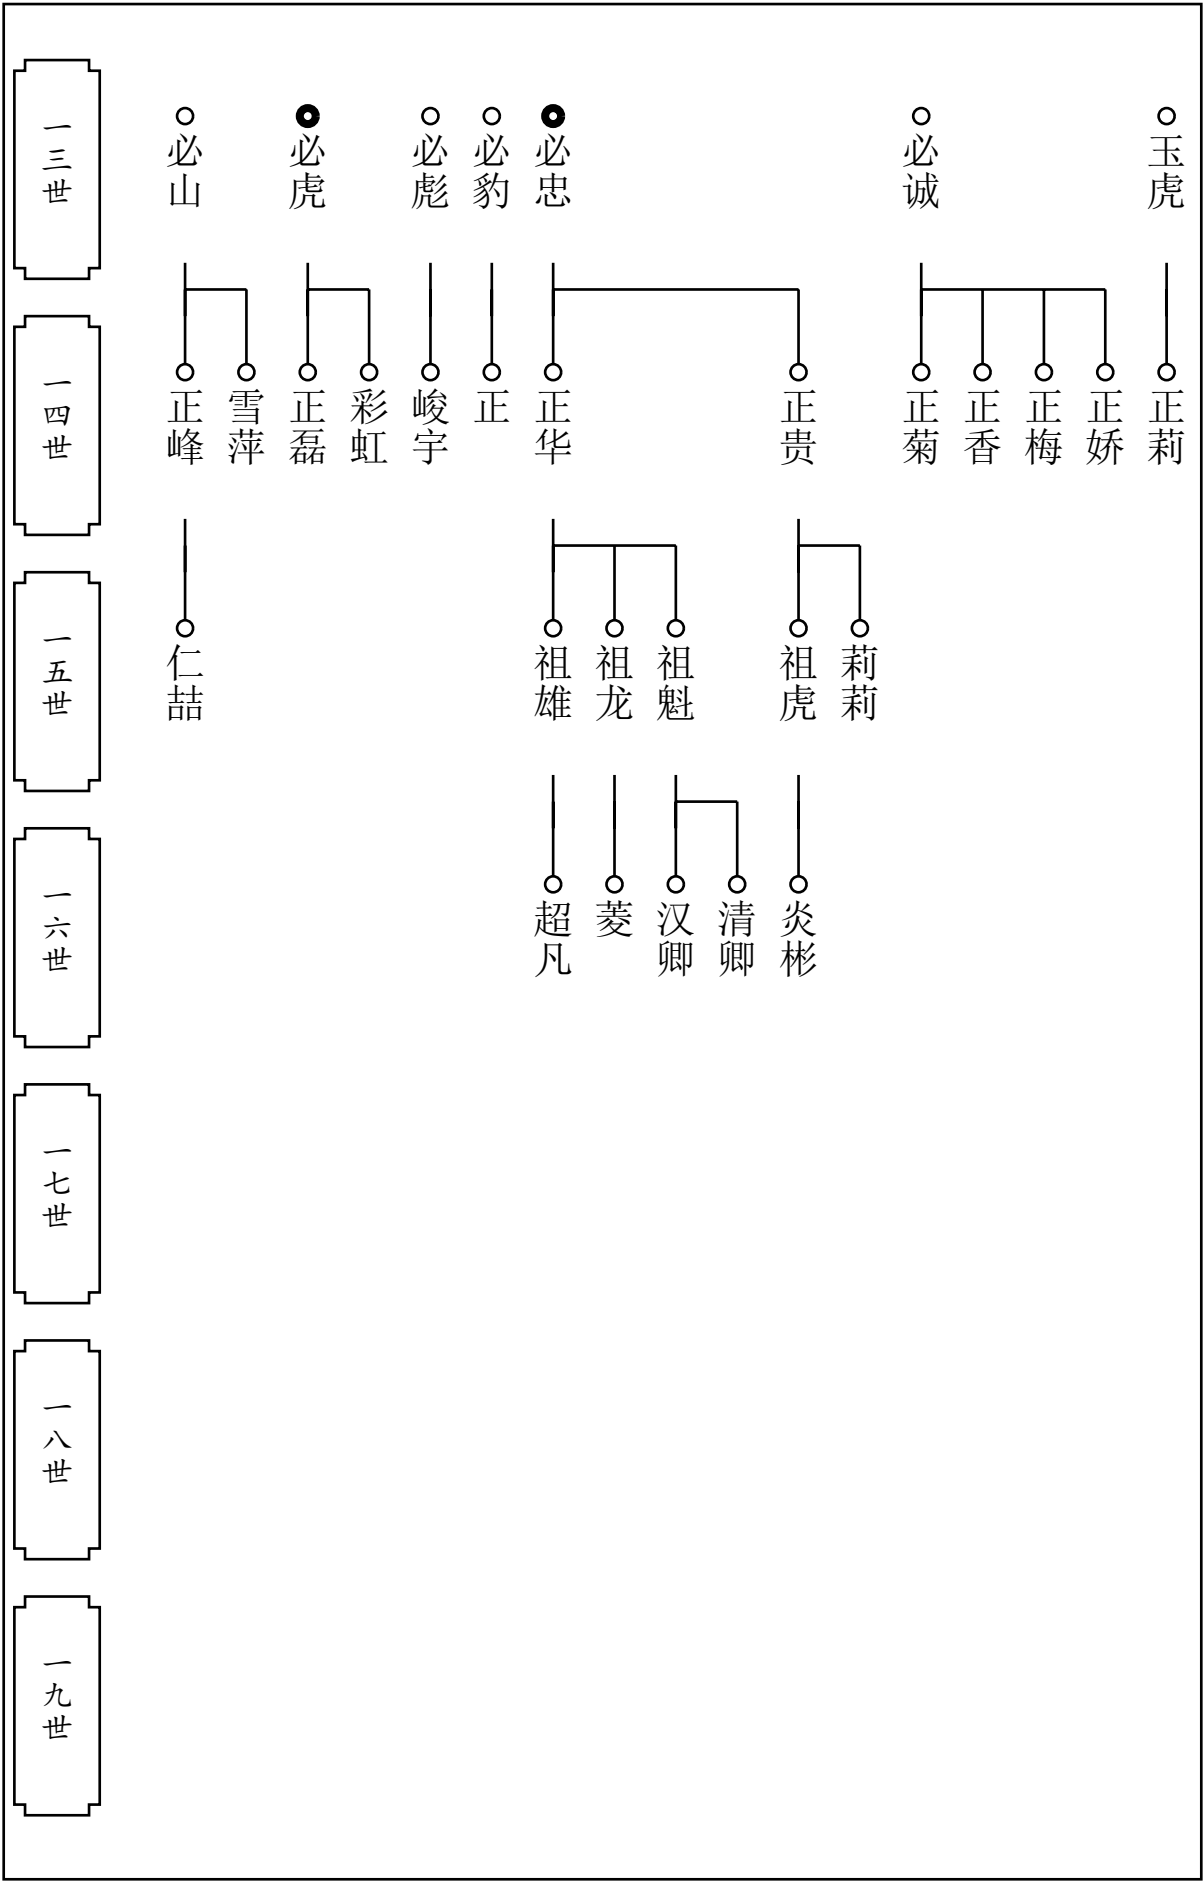 一三世
必山
必虎
必彪
必豹
必忠
必诚
玉虎
一四世
正峰
雪萍
正磊
彩虹
峻宇
正
正华
正贵
正菊
正香
正梅
正娇
正莉
一五世
仁喆
祖雄
祖龙
祖魁
祖虎
莉莉
一六世
超凡
菱
汉卿
清卿
炎彬
一七世
一八世
一九世